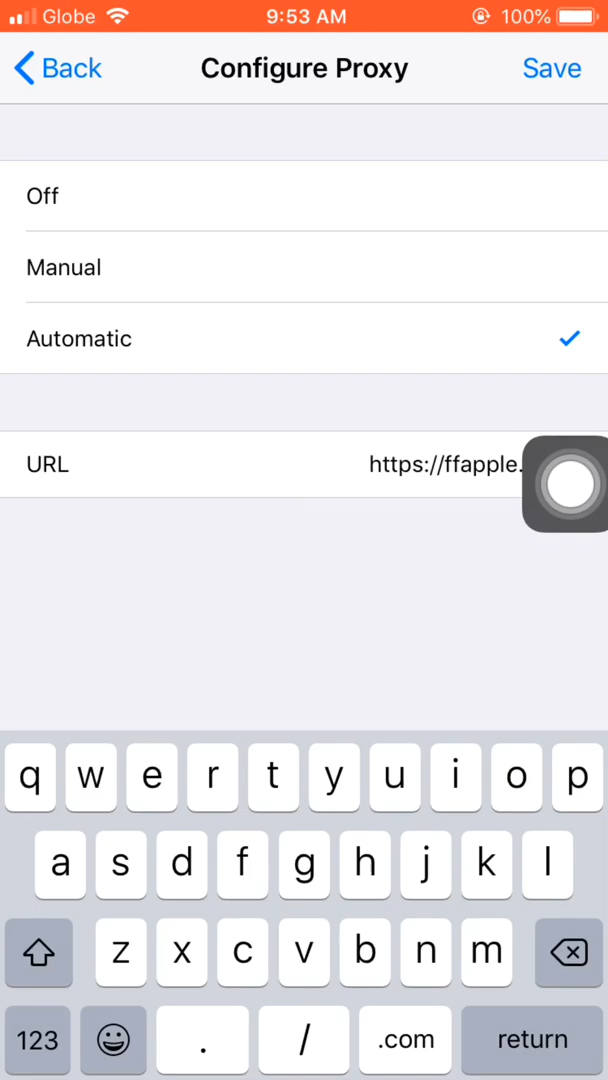 Globe 9:53 AM 100%
Back Configure Proxy Save
Off
Manual
Automatic
URL https://ffapple.
q w e r t y u i o p
a s d f g h j k l
z x c v b n m
123 . / .com return